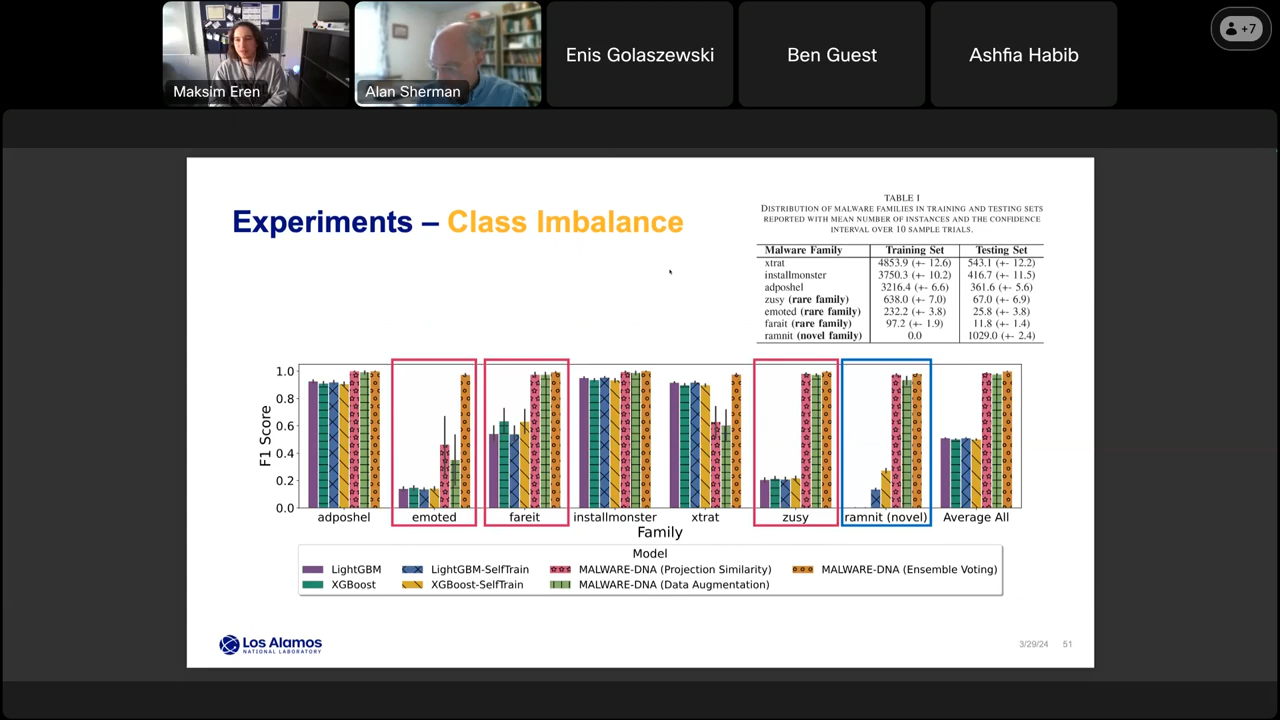 Maksim Eren
Alan Sherman
Enis Golaszewski
Ben Guest
Ashfia Habib
+7
Experiments – Class Imbalance
TABLE I
DISTRIBUTION OF MALWARE FAMILIES IN TRAINING AND TESTING SETS
REPORTED WITH MEAN NUMBER OF INSTANCES AND THE CONFIDENCE
INTERVAL OVER 10 SAMPLE TRIALS.
Malware Family Training Set Testing Set
xtrat 4853.9 (+- 12.6) 543.1 (+- 12.2)
installmonster 3750.3 (+- 10.2) 416.7 (+- 11.5)
adposhel 3216.4 (+- 6.6) 361.6 (+- 5.6)
zusy (rare family) 638.0 (+- 7.0) 67.0 (+- 6.9)
emoted (rare family) 232.2 (+- 3.8) 25.8 (+- 3.8)
farait (rare family) 97.2 (+- 1.9) 11.8 (+- 1.4)
ramnit (novel family) 0.0 1029.0 (+- 2.4)
F1 Score
1.0
0.8
0.6
0.4
0.2
0.0
adposhel emoted fareit installmonster xtrat zusy ramnit (novel) Average All
Family
Model
LightGBM LightGBM-SelfTrain MALWARE-DNA (Projection Similarity) MALWARE-DNA (Ensemble Voting)
XGBoost XGBoost-SelfTrain MALWARE-DNA (Data Augmentation)
Los Alamos
NATIONAL LABORATORY
3/29/24 51